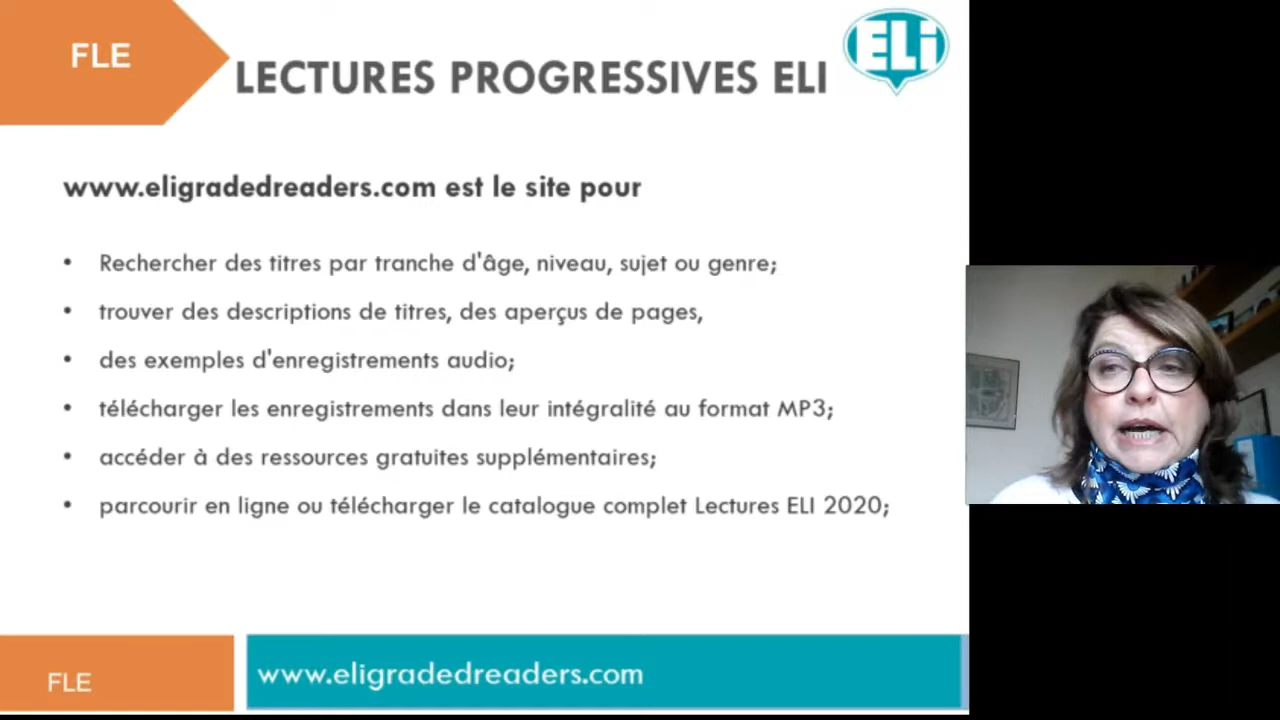 FLE
LECTURES PROGRESSIVES ELI
ELi
www.eligradedreaders.com est le site pour
• Rechercher des titres par tranche d'âge, niveau, sujet ou genre;
• trouver des descriptions de titres, des aperçus de pages,
• des exemples d'enregistrements audio;
• télécharger les enregistrements dans leur intégralité au format MP3;
• accéder à des ressources gratuites supplémentaires;
• parcourir en ligne ou télécharger le catalogue complet Lectures ELI 2020;
FLE
www.eligradedreaders.com